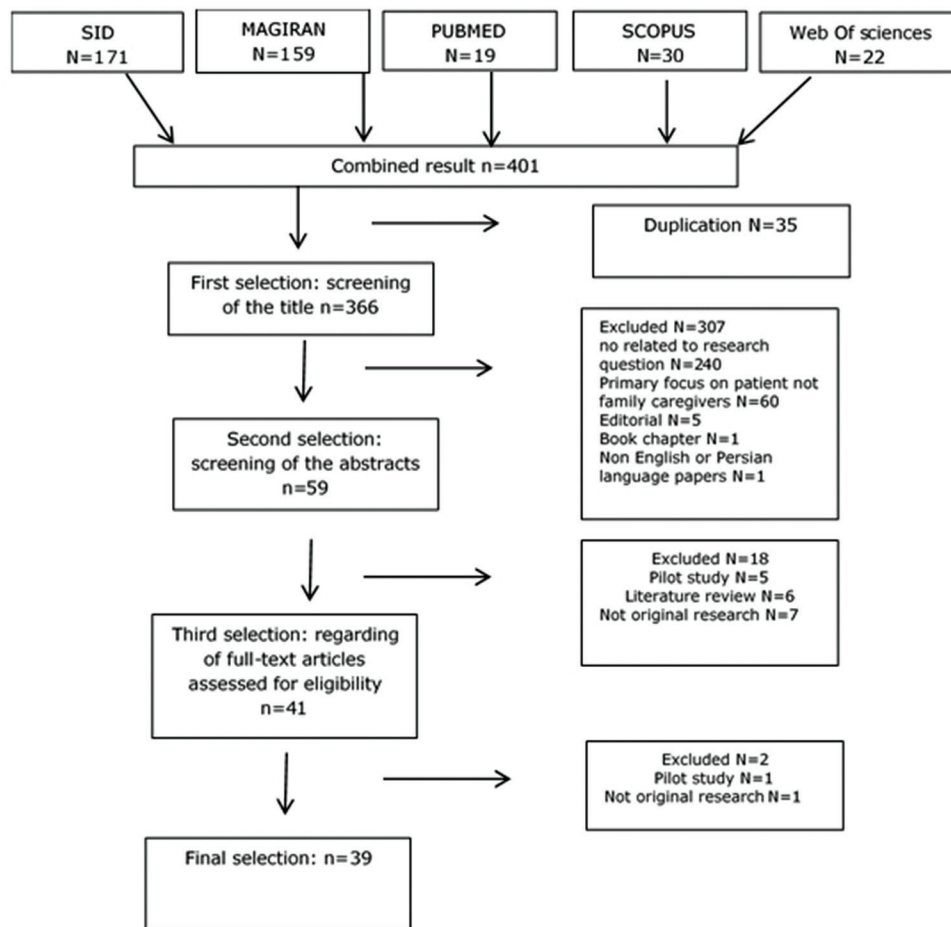 SID
N=171
MAGIRAN
N=159
PUBMED
N=19
SCOPUS
N=30
Web Of sciences
N=22
Combined result n=401
Duplication N=35
First selection: screening
of the title n=366
Excluded N=307
no related to research
question N=240
Primary focus on patient not
family caregivers N=60
Editorial N=5
Book chapter N=1
Non English or Persian
language papers N=1
Second selection:
screening of the abstracts
n=59
Excluded N=18
Pilot study N=5
Literature review N=6
Not original research N=7
Third selection: regarding
of full-text articles
assessed for eligibility
n=41
Excluded N=2
Pilot study N=1
Not original research N=1
Final selection: n=39